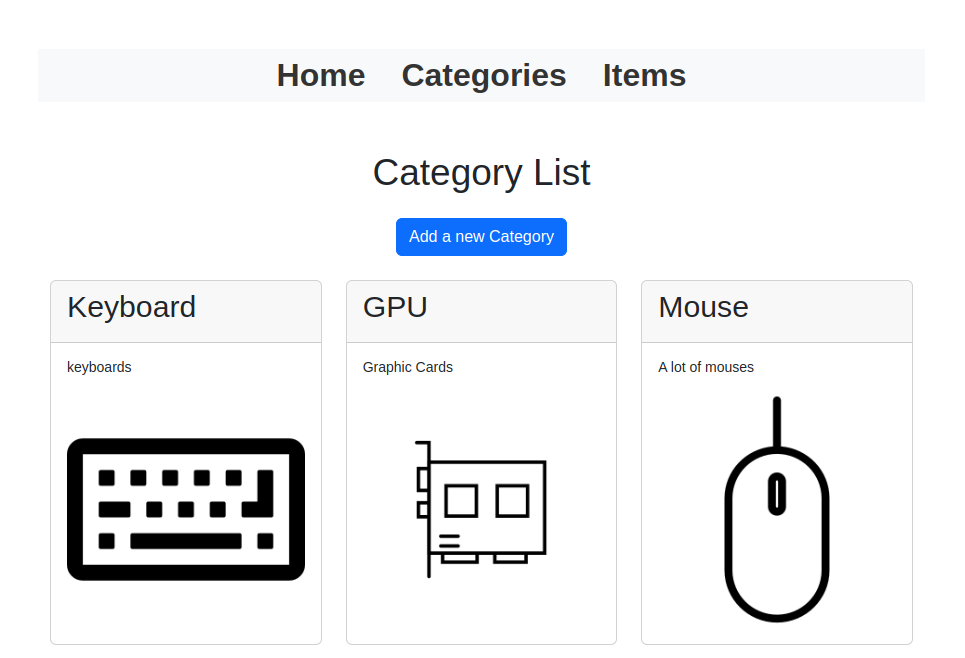 Home Categories Items
Category List
Add a new Category
Keyboard
keyboards
GPU
Graphic Cards
Mouse
A lot of mouses